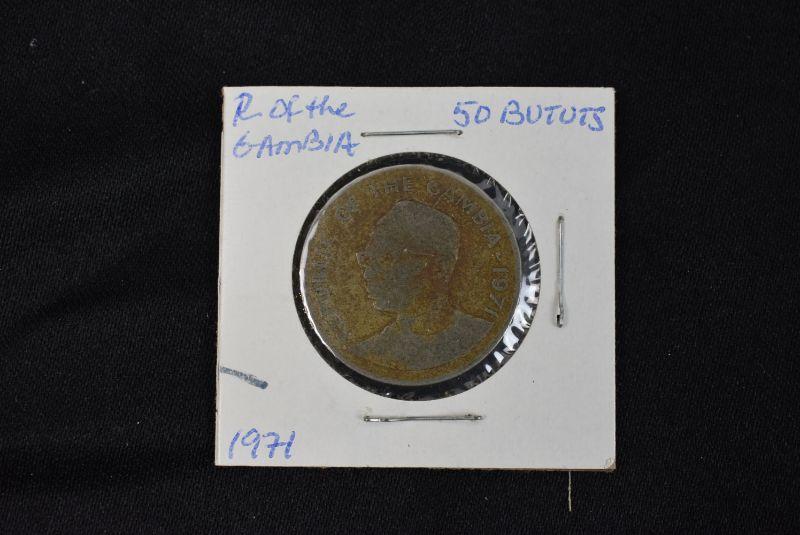 R of the
GAMBIA
50 BUTUTS
OF THE GAMBIA · 1971
1971